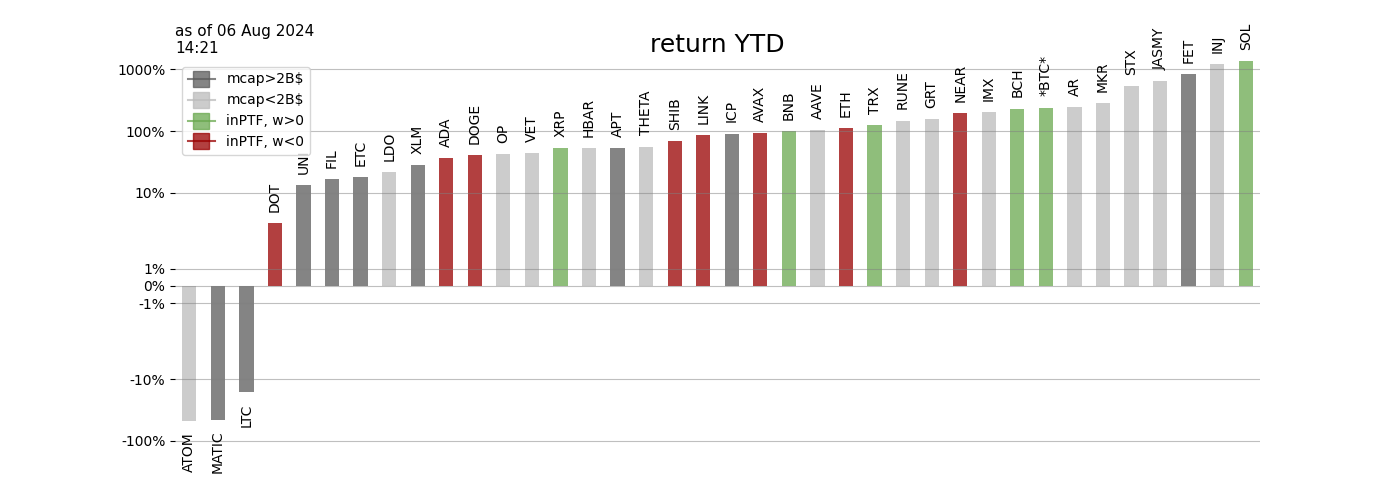 as of 06 Aug 2024
14:21
return YTD
mcap>2B$
mcap<2B$
inPTF, w>0
inPTF, w<0
1000%
100%
10%
1%
0%
-1%
-10%
-100%
ATOM
MATIC
LTC
DOT
UN
FIL
ETC
LDO
XLM
ADA
DOGE
OP
VET
XRP
HBAR
APT
THETA
SHIB
LINK
ICP
AVAX
BNB
AAVE
ETH
TRX
RUNE
GRT
NEAR
IMX
BCH
*BTC*
AR
MKR
STX
JASMY
FET
INJ
SOL